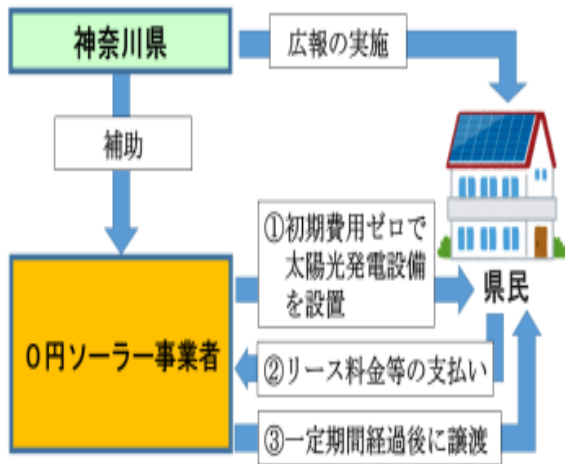 神奈川県
広報の実施
補助
①初期費用ゼロで
太陽光発電設備
を設置
県民
0円ソーラー事業者
②リース料金等の支払い
③一定期間経過後に譲渡